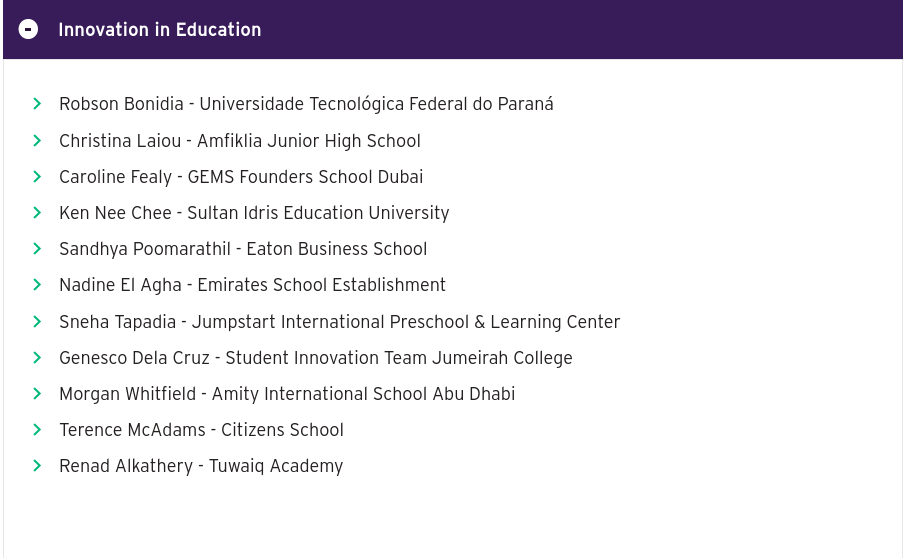 Innovation in Education
Robson Bonidia - Universidade Tecnológica Federal do Paraná
Christina Laiou - Amfiklia Junior High School
Caroline Fealy - GEMS Founders School Dubai
Ken Nee Chee - Sultan Idris Education University
Sandhya Poomarathil - Eaton Business School
Nadine El Agha - Emirates School Establishment
Sneha Tapadia - Jumpstart International Preschool & Learning Center
Genesco Dela Cruz - Student Innovation Team Jumeirah College
Morgan Whitfield - Amity International School Abu Dhabi
Terence McAdams - Citizens School
Renad Alkathery - Tuwaiq Academy